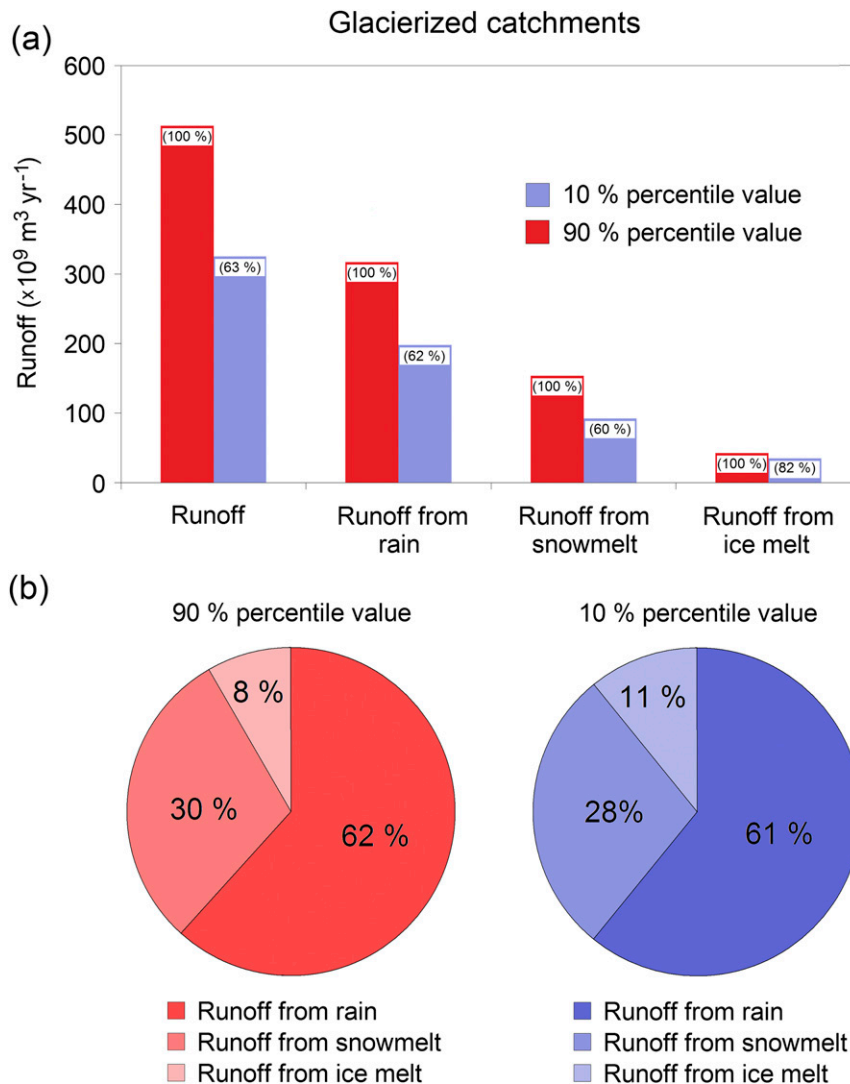 Glacierized catchments
(a)
600
500
400
300
200
100
0
Runoff (×10⁹ m³ yr⁻¹)
(100 %)
(63 %)
(100 %)
(62 %)
(100 %)
(60 %)
(100 %)
(82 %)
10 % percentile value
90 % percentile value
Runoff
Runoff from
rain
Runoff from
snowmelt
Runoff from
ice melt
(b)
90 % percentile value
8 %
30 %
62 %
Runoff from rain
Runoff from snowmelt
Runoff from ice melt
10 % percentile value
11 %
28%
61 %
Runoff from rain
Runoff from snowmelt
Runoff from ice melt